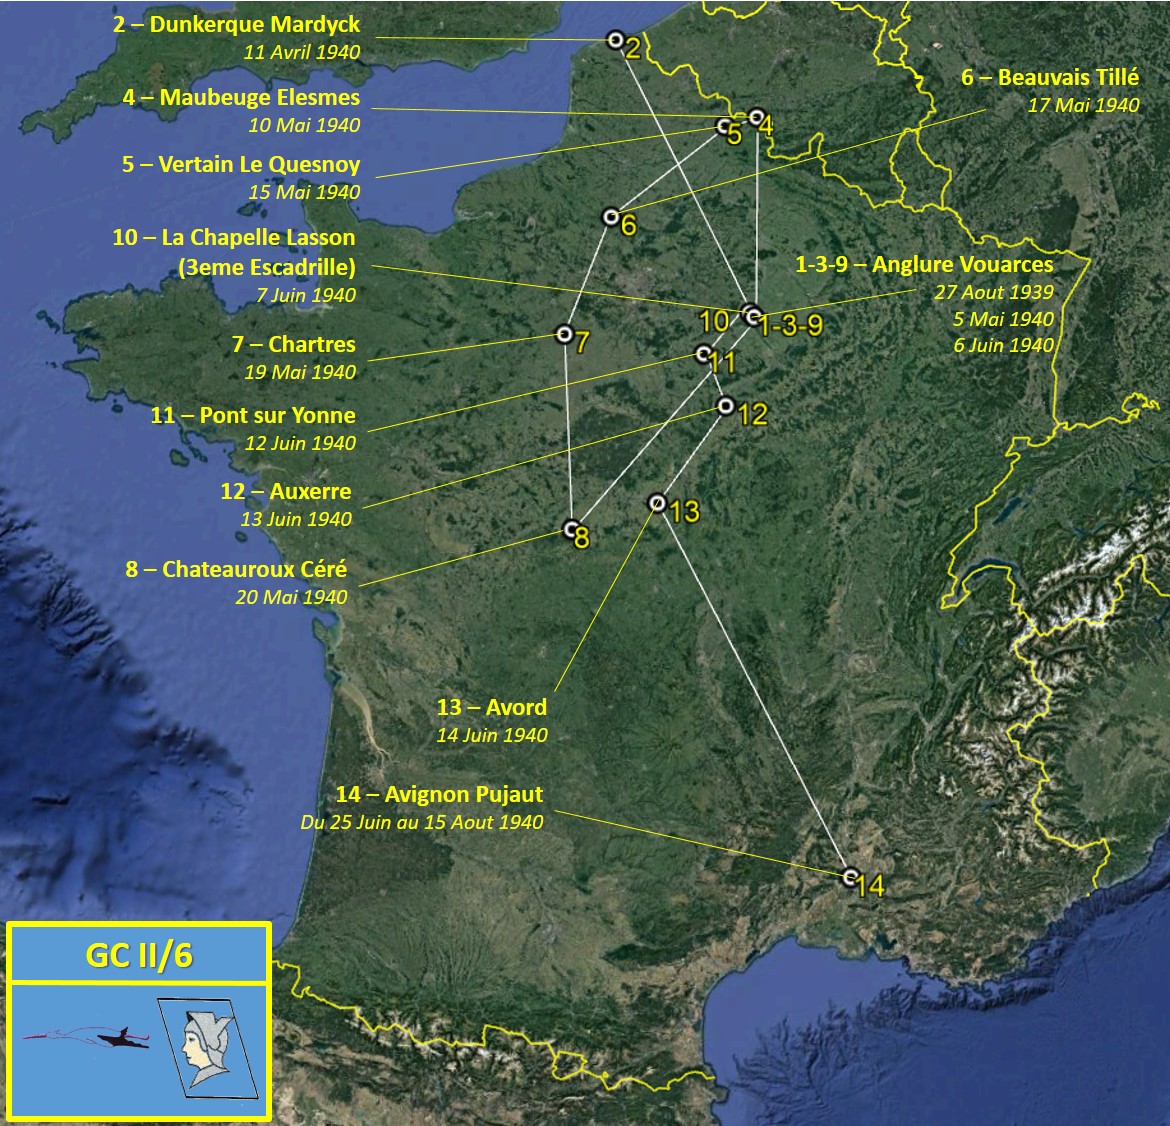 2 – Dunkerque Mardyck
11 Avril 1940
4 – Maubeuge Elesmes
10 Mai 1940
5 – Vertain Le Quesnoy
15 Mai 1940
10 – La Chapelle Lasson
(3eme Escadrille)
7 Juin 1940
7 – Chartres
19 Mai 1940
11 – Pont sur Yonne
12 Juin 1940
12 – Auxerre
13 Juin 1940
8 – Chateauroux Céré
20 Mai 1940
13 – Avord
14 Juin 1940
14 – Avignon Pujaut
Du 25 Juin au 15 Aout 1940
6 – Beauvais Tillé
17 Mai 1940
1-3-9 – Anglure Vouarces
27 Aout 1939
5 Mai 1940
6 Juin 1940
2
4
5
6
10
1-3-9
7
11
12
13
8
14
GC II/6